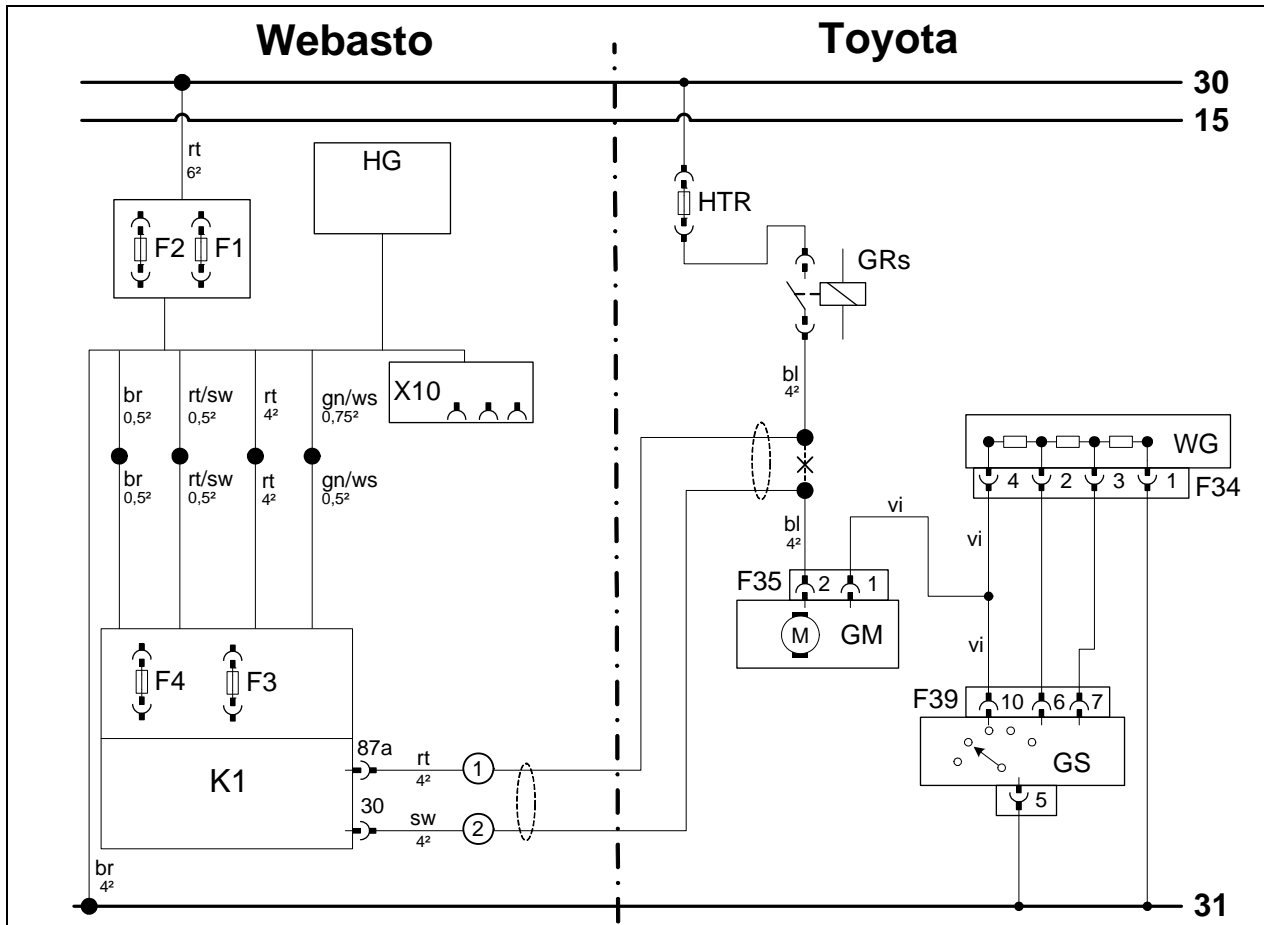 Webasto
Toyota
30
15
rt
6²
HG
HTR
F2
F1
GRs
X10
br
0,5²
rt/sw
0,5²
rt
4²
gn/ws
0,75²
bl
4²
WG
br
0,5²
rt/sw
0,5²
rt
4²
gn/ws
0,5²
4
2
3
1
F34
vi
vi
bl
4²
F35
2
1
M
GM
vi
F4
F3
F39
10
6
7
GS
5
K1
87a
rt
4²
1
30
sw
4²
2
br
4²
31